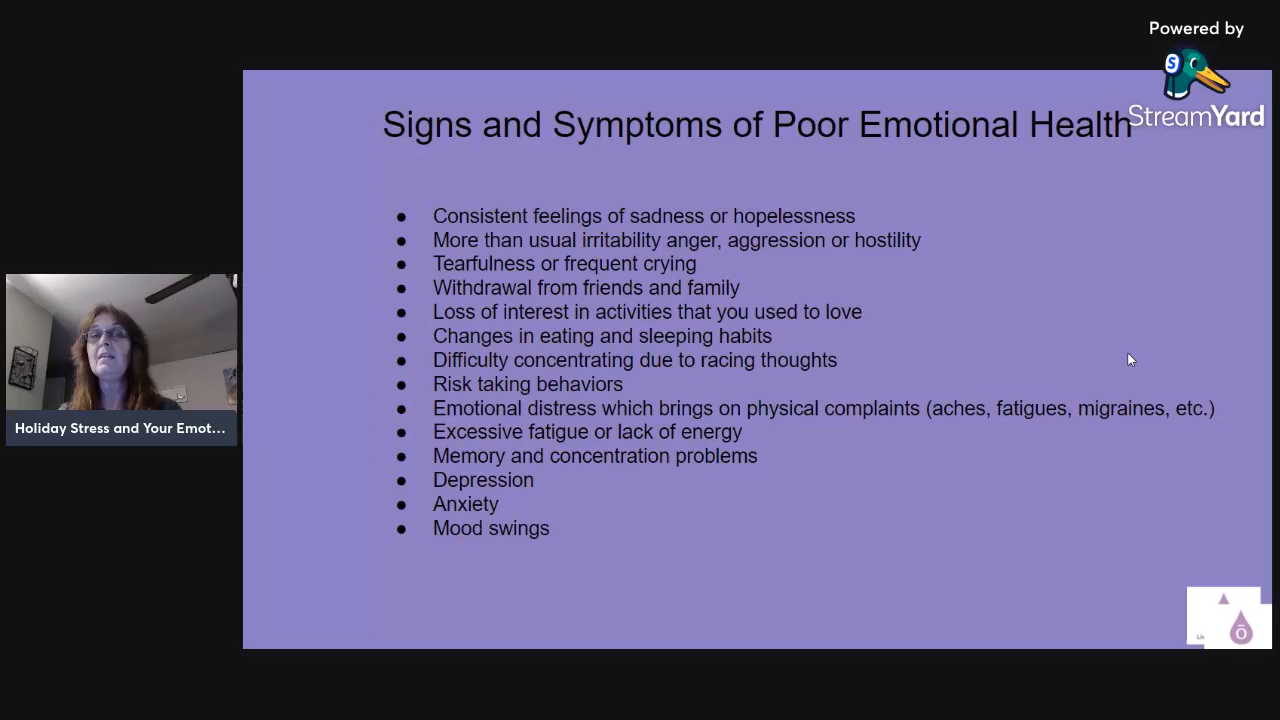 Powered by
StreamYard
Signs and Symptoms of Poor Emotional Health
● Consistent feelings of sadness or hopelessness
● More than usual irritability anger, aggression or hostility
● Tearfulness or frequent crying
● Withdrawal from friends and family
● Loss of interest in activities that you used to love
● Changes in eating and sleeping habits
● Difficulty concentrating due to racing thoughts
● Risk taking behaviors
● Emotional distress which brings on physical complaints (aches, fatigues, migraines, etc.)
● Excessive fatigue or lack of energy
● Memory and concentration problems
● Depression
● Anxiety
● Mood swings
Holiday Stress and Your Emot...
ō